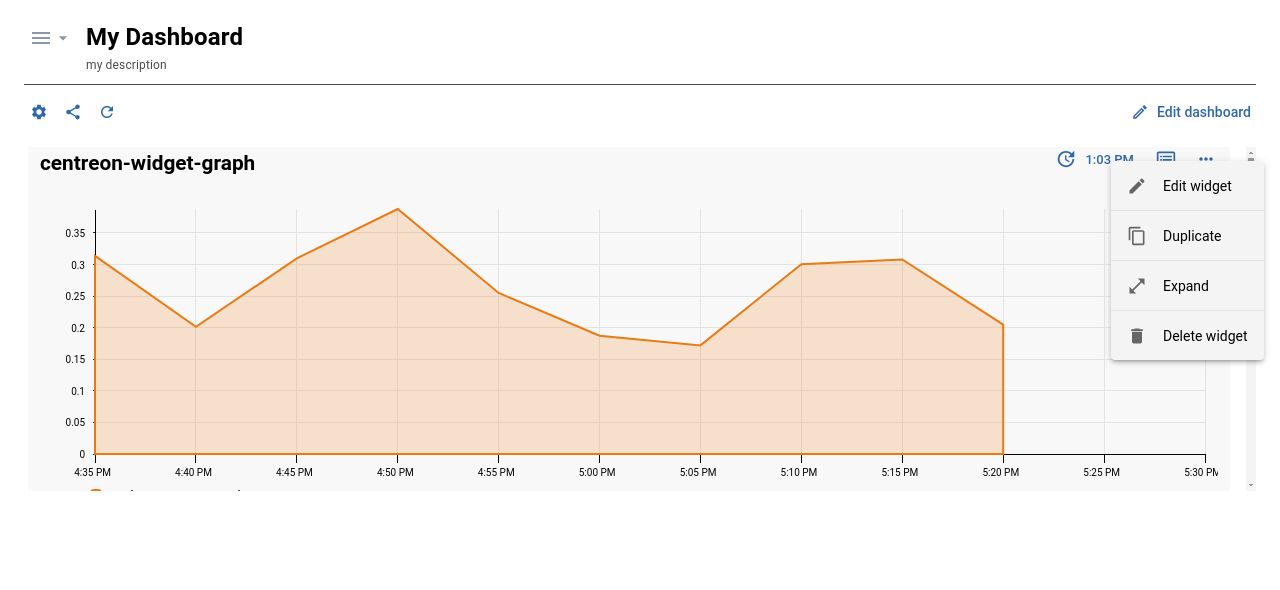 My Dashboard
my description
Edit dashboard
centreon-widget-graph
1:03 PM
Edit widget
Duplicate
Expand
Delete widget
0.35
0.3
0.25
0.2
0.15
0.1
0.05
0
4:35 PM 4:40 PM 4:45 PM 4:50 PM 4:55 PM 5:00 PM 5:05 PM 5:10 PM 5:15 PM 5:20 PM 5:25 PM 5:30 PM